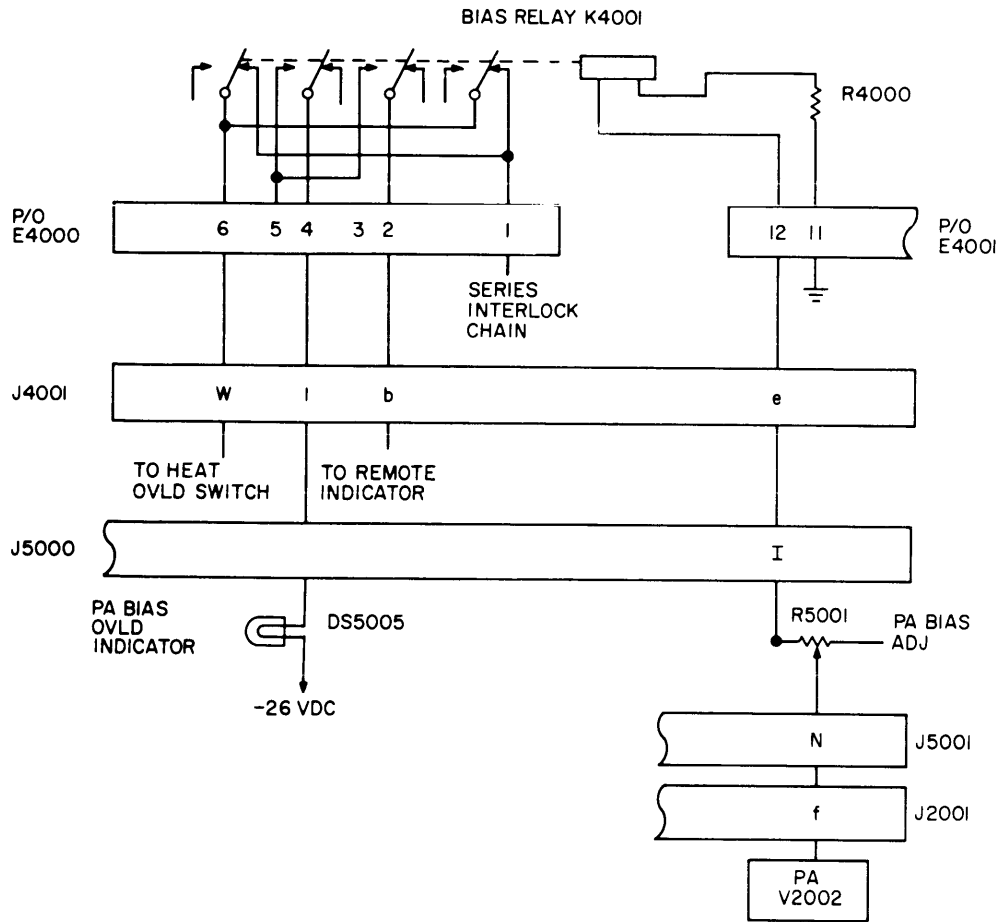 BIAS RELAY K4001
R4000
P/O
E4000
6 5 4 3 2 1
12 11
P/O
E4001
SERIES
INTERLOCK
CHAIN
J4001
W l b e
TO HEAT
OVLD SWITCH
TO REMOTE
INDICATOR
J5000
I
PA BIAS
OVLD
INDICATOR
DS5005
R5001
PA BIAS
ADJ
-26 VDC
N
J5001
f
J2001
PA
V2002